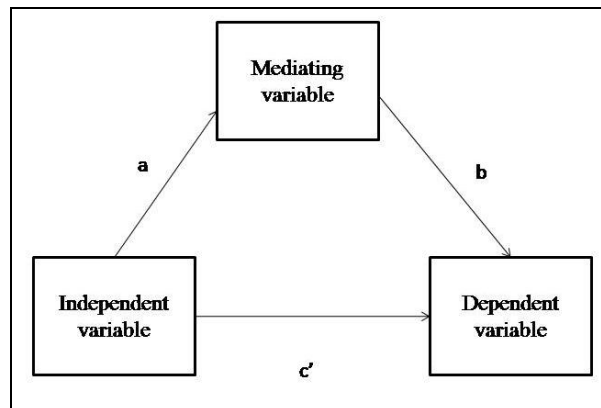 Mediating
variable
a
b
Independent
variable
Dependent
variable
c'